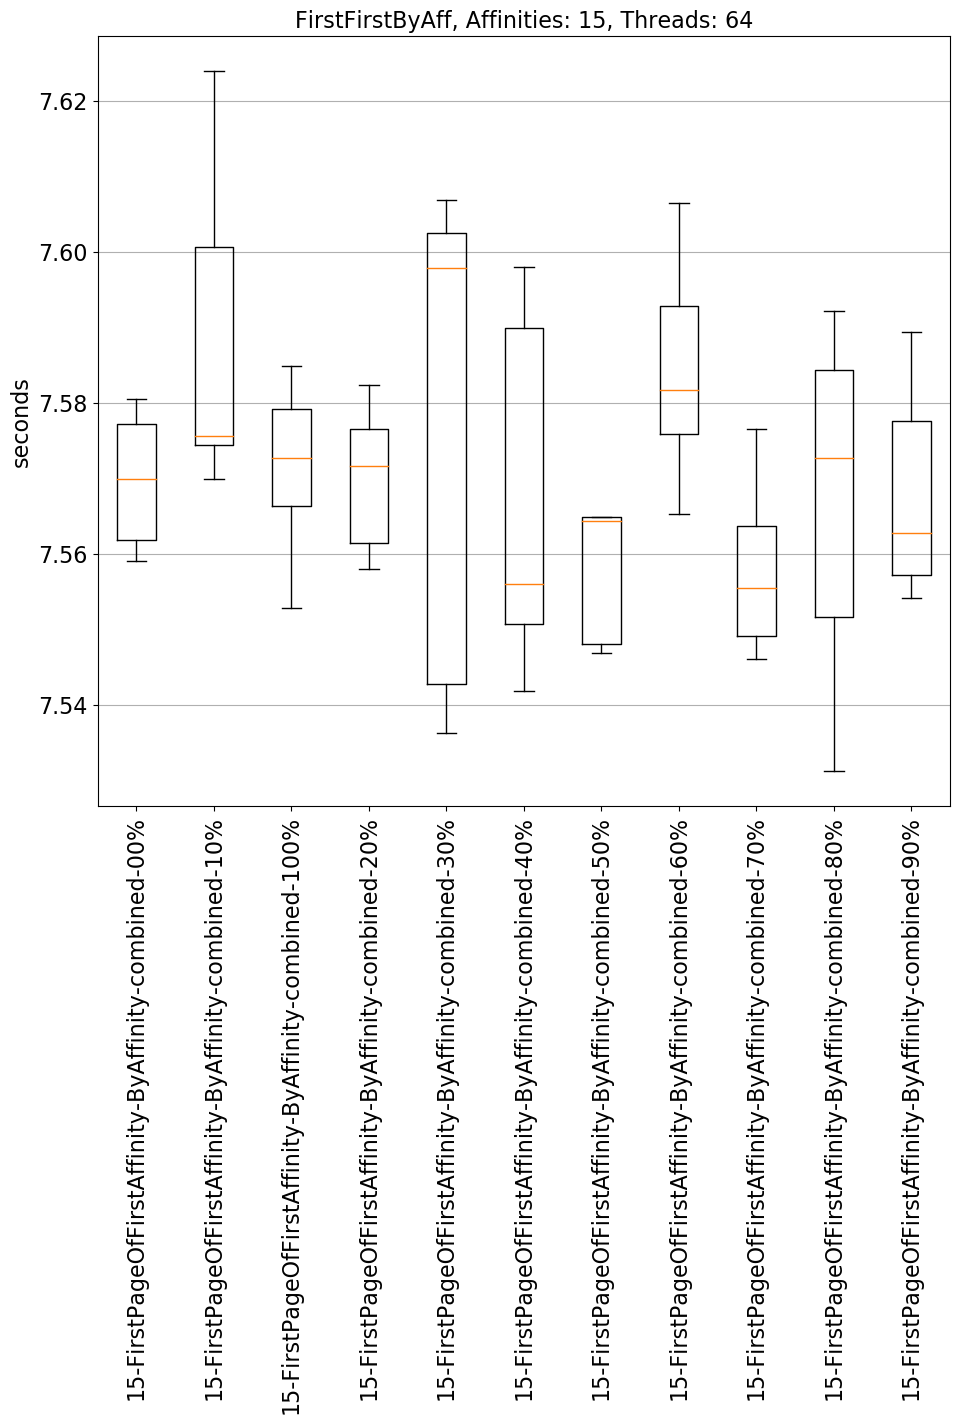 FirstFirstByAff, Affinities: 15, Threads: 64
seconds
7.62
7.60
7.58
7.56
7.54
15-FirstPageOfFirstAffinity-ByAffinity-combined-00%
15-FirstPageOfFirstAffinity-ByAffinity-combined-10%
15-FirstPageOfFirstAffinity-ByAffinity-combined-100%
15-FirstPageOfFirstAffinity-ByAffinity-combined-20%
15-FirstPageOfFirstAffinity-ByAffinity-combined-30%
15-FirstPageOfFirstAffinity-ByAffinity-combined-40%
15-FirstPageOfFirstAffinity-ByAffinity-combined-50%
15-FirstPageOfFirstAffinity-ByAffinity-combined-60%
15-FirstPageOfFirstAffinity-ByAffinity-combined-70%
15-FirstPageOfFirstAffinity-ByAffinity-combined-80%
15-FirstPageOfFirstAffinity-ByAffinity-combined-90%